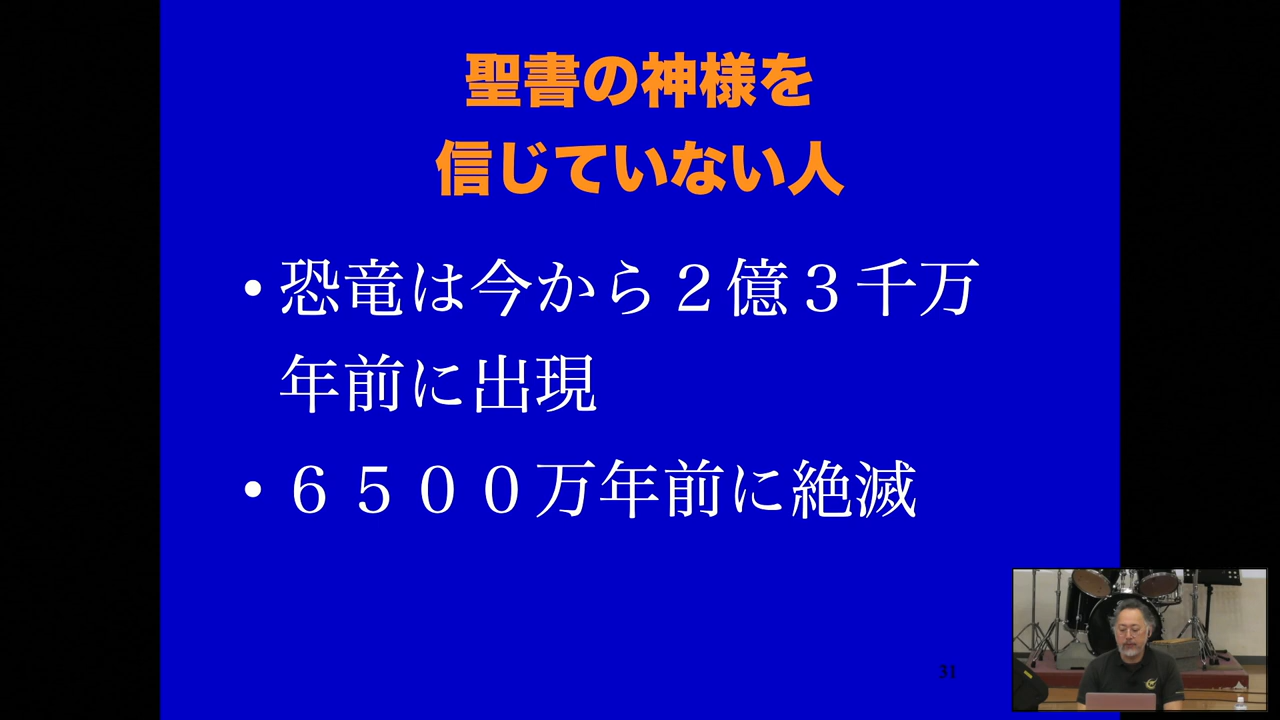 聖書の神様を
信じていない人
•恐竜は今から２億３千万
年前に出現
•６５００万年前に絶滅
31